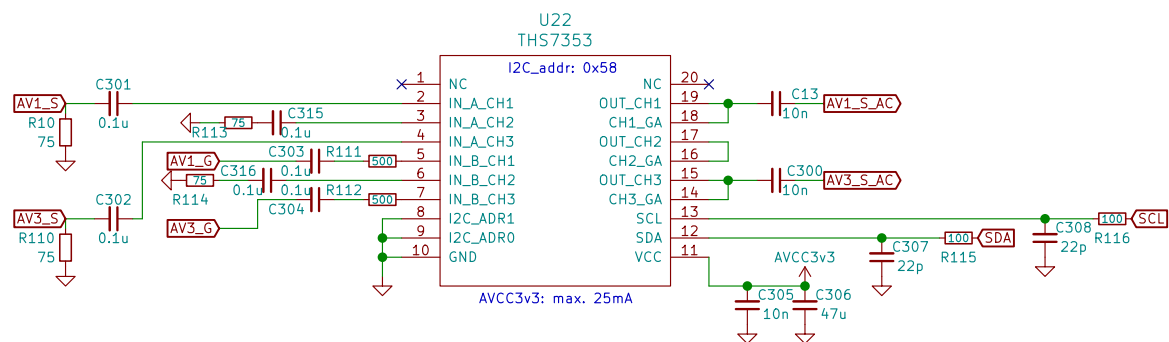 U22
THS7353
I2C_addr: 0x58
1 NC
2 IN_A_CH1
3 IN_A_CH2
4 IN_A_CH3
5 IN_B_CH1
6 IN_B_CH2
7 IN_B_CH3
8 I2C_ADR1
9 I2C_ADR0
10 GND
NC 20
OUT_CH1 19
CH1_GA 18
OUT_CH2 17
CH2_GA 16
OUT_CH3 15
CH3_GA 14
SCL 13
SDA 12
VCC 11
AVCC3v3: max. 25mA
AV1_S
C301
0.1u
R10
75
R113
75
C315
0.1u
AV1_G
C303
0.1u
R111
500
C316
0.1u
R114
75
AV3_S
C302
0.1u
R110
75
AV3_G
C304
0.1u
R112
500
C13
10n
AV1_S_AC
C300
10n
AV3_S_AC
C308
22p
100
R116
SCL
C307
22p
100
R115
SDA
AVCC3v3
C305
10n
C306
47u